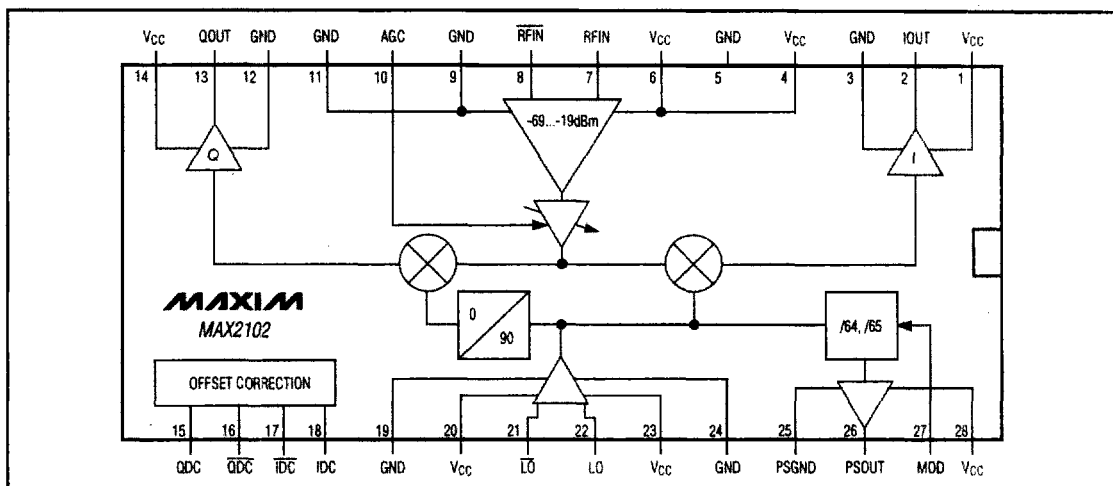 VCC QOUT GND GND AGC GND RFIN RFIN VCC GND VCC GND IOUT VCC
14 13 12 11 10 9 8 7 6 5 4 3 2 1
-69...-19dBm
Q
I
MAXIM
MAX2102
0
90
/64, /65
OFFSET CORRECTION
15 16 17 18 19 20 21 22 23 24 25 26 27 28
QDC QDC IDC IDC GND VCC LO LO VCC GND PSGND PSOUT MOD VCC